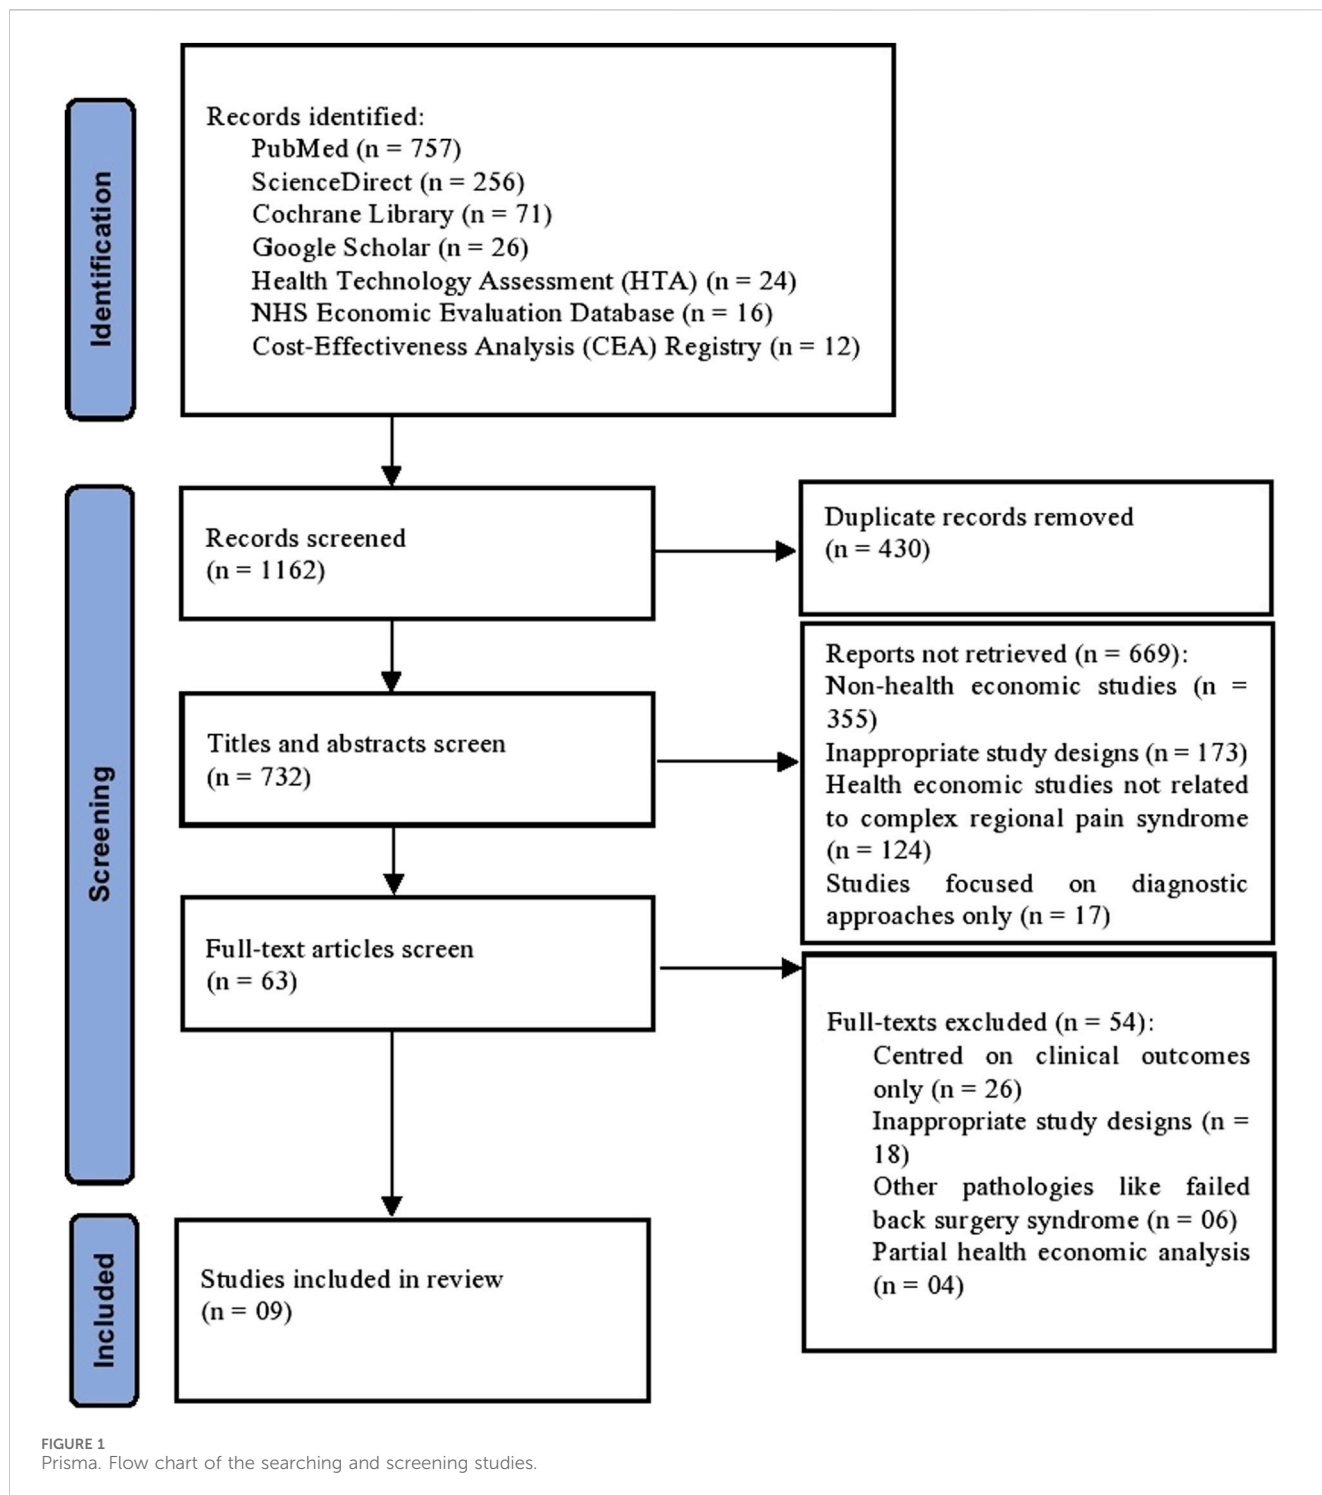 Identification
Records identified:
PubMed (n = 757)
ScienceDirect (n = 256)
Cochrane Library (n = 71)
Google Scholar (n = 26)
Health Technology Assessment (HTA) (n = 24)
NHS Economic Evaluation Database (n = 16)
Cost-Effectiveness Analysis (CEA) Registry (n = 12)
Screening
Records screened
(n = 1162)
Duplicate records removed
(n = 430)
Titles and abstracts screen
(n = 732)
Reports not retrieved (n = 669):
Non-health economic studies (n =
355)
Inappropriate study designs (n = 173)
Health economic studies not related
to complex regional pain syndrome
(n = 124)
Studies focused on diagnostic
approaches only (n = 17)
Full-text articles screen
(n = 63)
Full-texts excluded (n = 54):
Centred on clinical outcomes
only (n = 26)
Inappropriate study designs (n =
18)
Other pathologies like failed
back surgery syndrome (n = 06)
Partial health economic analysis
(n = 04)
Included
Studies included in review
(n = 09)
FIGURE 1
Prisma. Flow chart of the searching and screening studies.